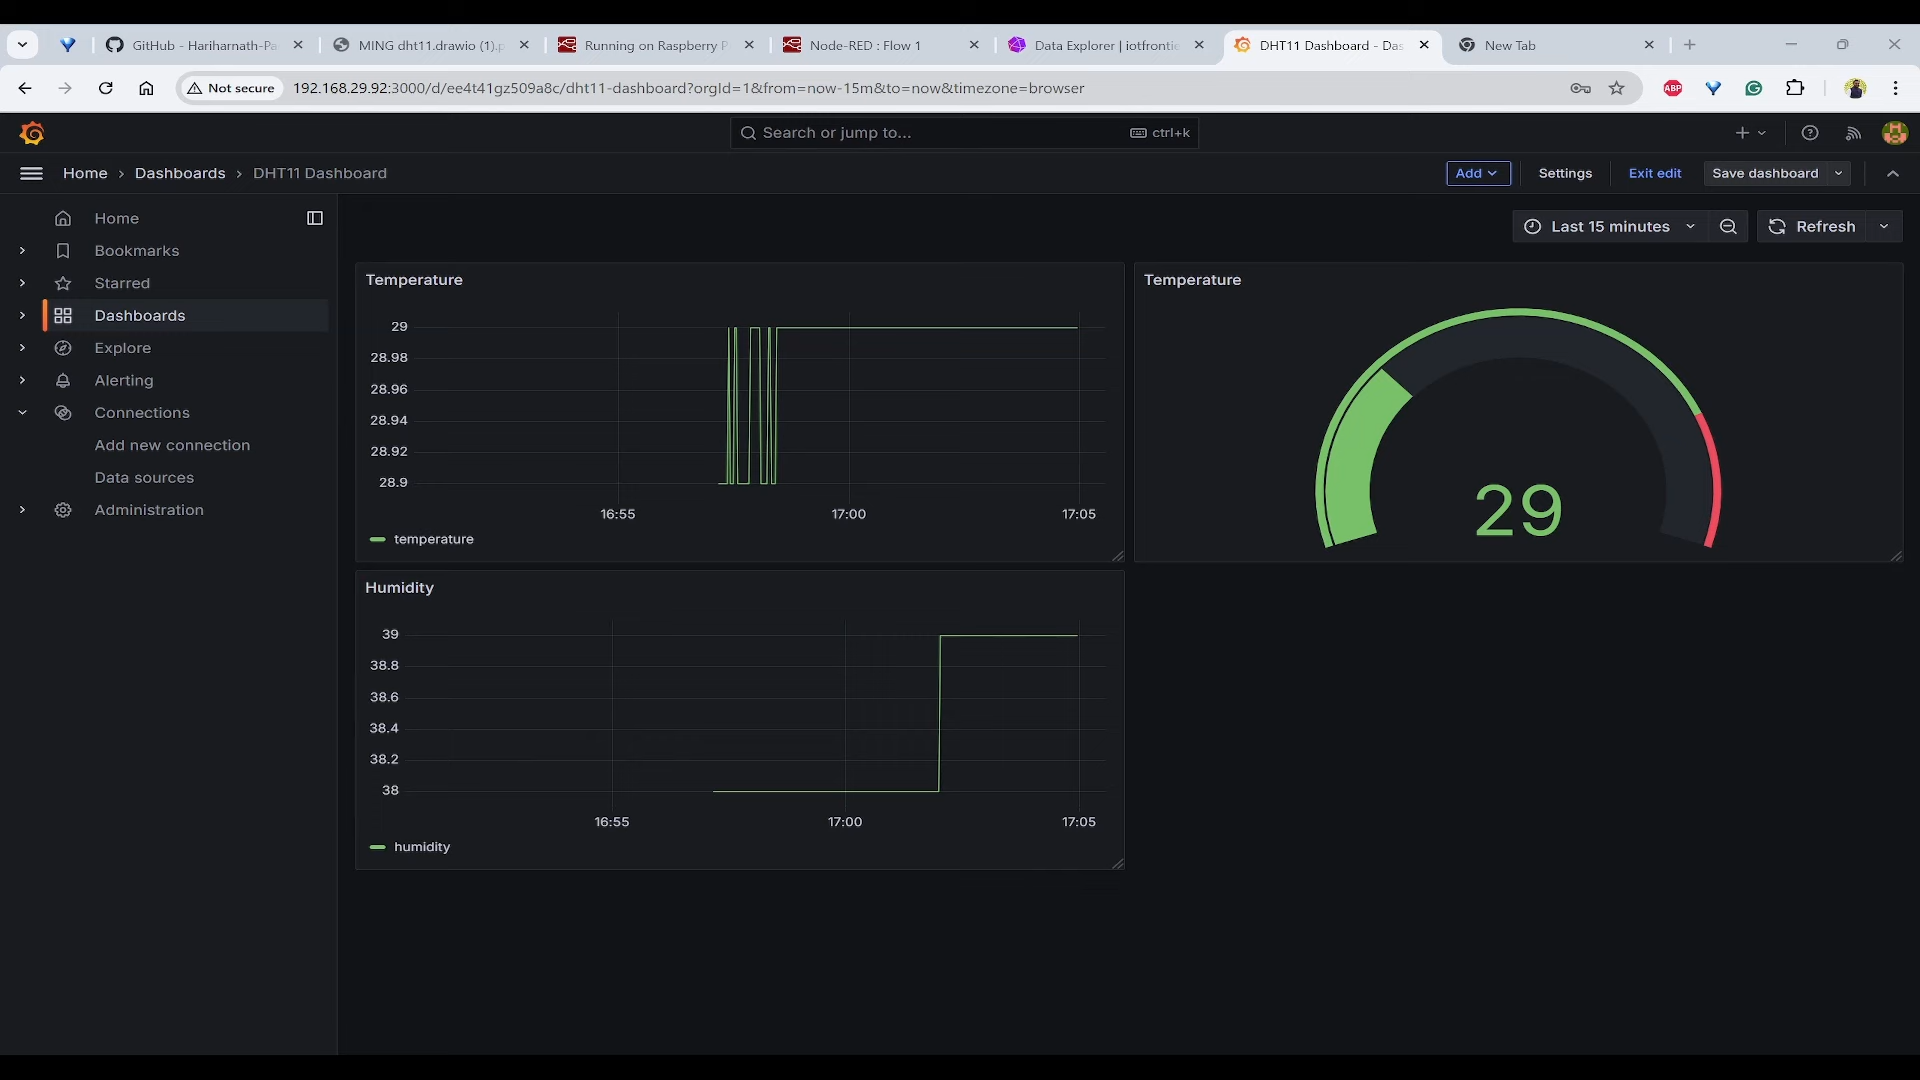 GitHub - Hariharnath-Pa
MING dht11.drawio (1).p
Running on Raspberry P
Node-RED : Flow 1
Data Explorer | iotfrontie
DHT11 Dashboard - Das
New Tab
Not secure
192.168.29.92:3000/d/ee4t41gz509a8c/dht11-dashboard?orgId=1&from=now-15m&to=now&timezone=browser
ABP
Search or jump to...
ctrl+k
Home › Dashboards › DHT11 Dashboard
Add
Settings
Exit edit
Save dashboard
Home
Bookmarks
Starred
Dashboards
Explore
Alerting
Connections
Add new connection
Data sources
Administration
Last 15 minutes
Refresh
Temperature
29
28.98
28.96
28.94
28.92
28.9
16:55
17:00
17:05
temperature
Temperature
29
Humidity
39
38.8
38.6
38.4
38.2
38
16:55
17:00
17:05
humidity